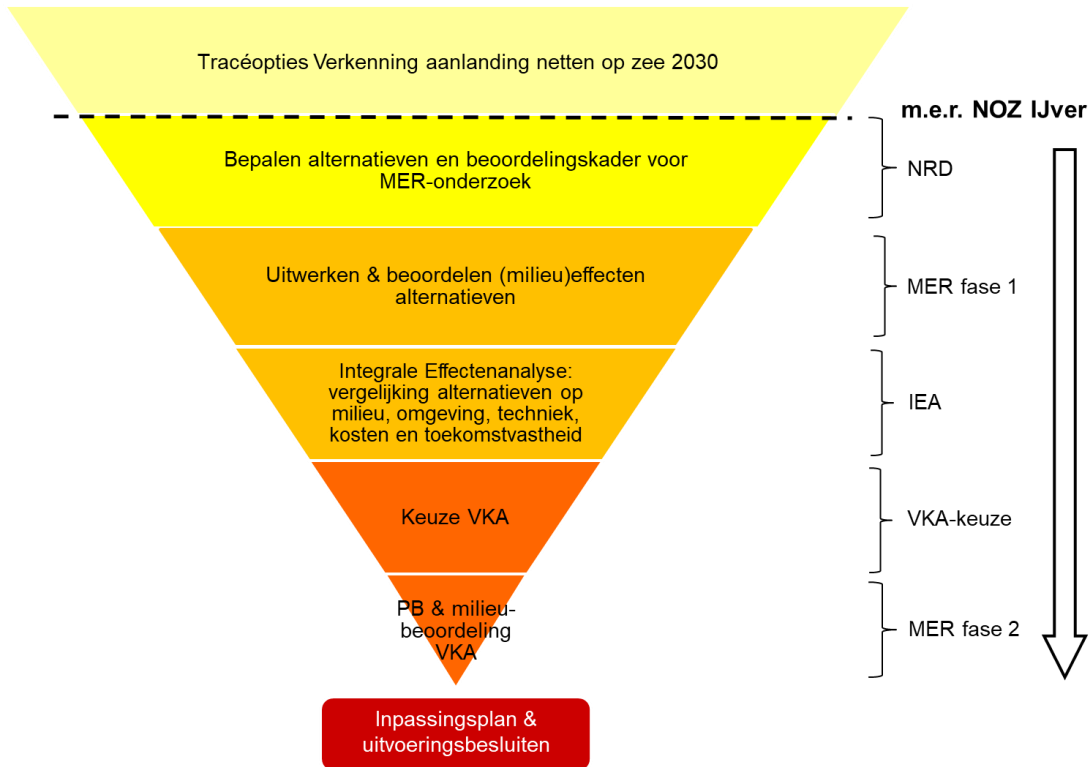 Tracéopties Verkenning aanlanding netten op zee 2030
m.e.r. NOZ IJver
Bepalen alternatieven en beoordelingskader voor
MER-onderzoek
NRD
Uitwerken & beoordelen (milieu)effecten
alternatieven
MER fase 1
Integrale Effectenanalyse:
vergelijking alternatieven op
milieu, omgeving, techniek,
kosten en toekomstvastheid
IEA
Keuze VKA
VKA-keuze
PB & milieu-
beoordeling
VKA
MER fase 2
Inpassingsplan &
uitvoeringsbesluiten